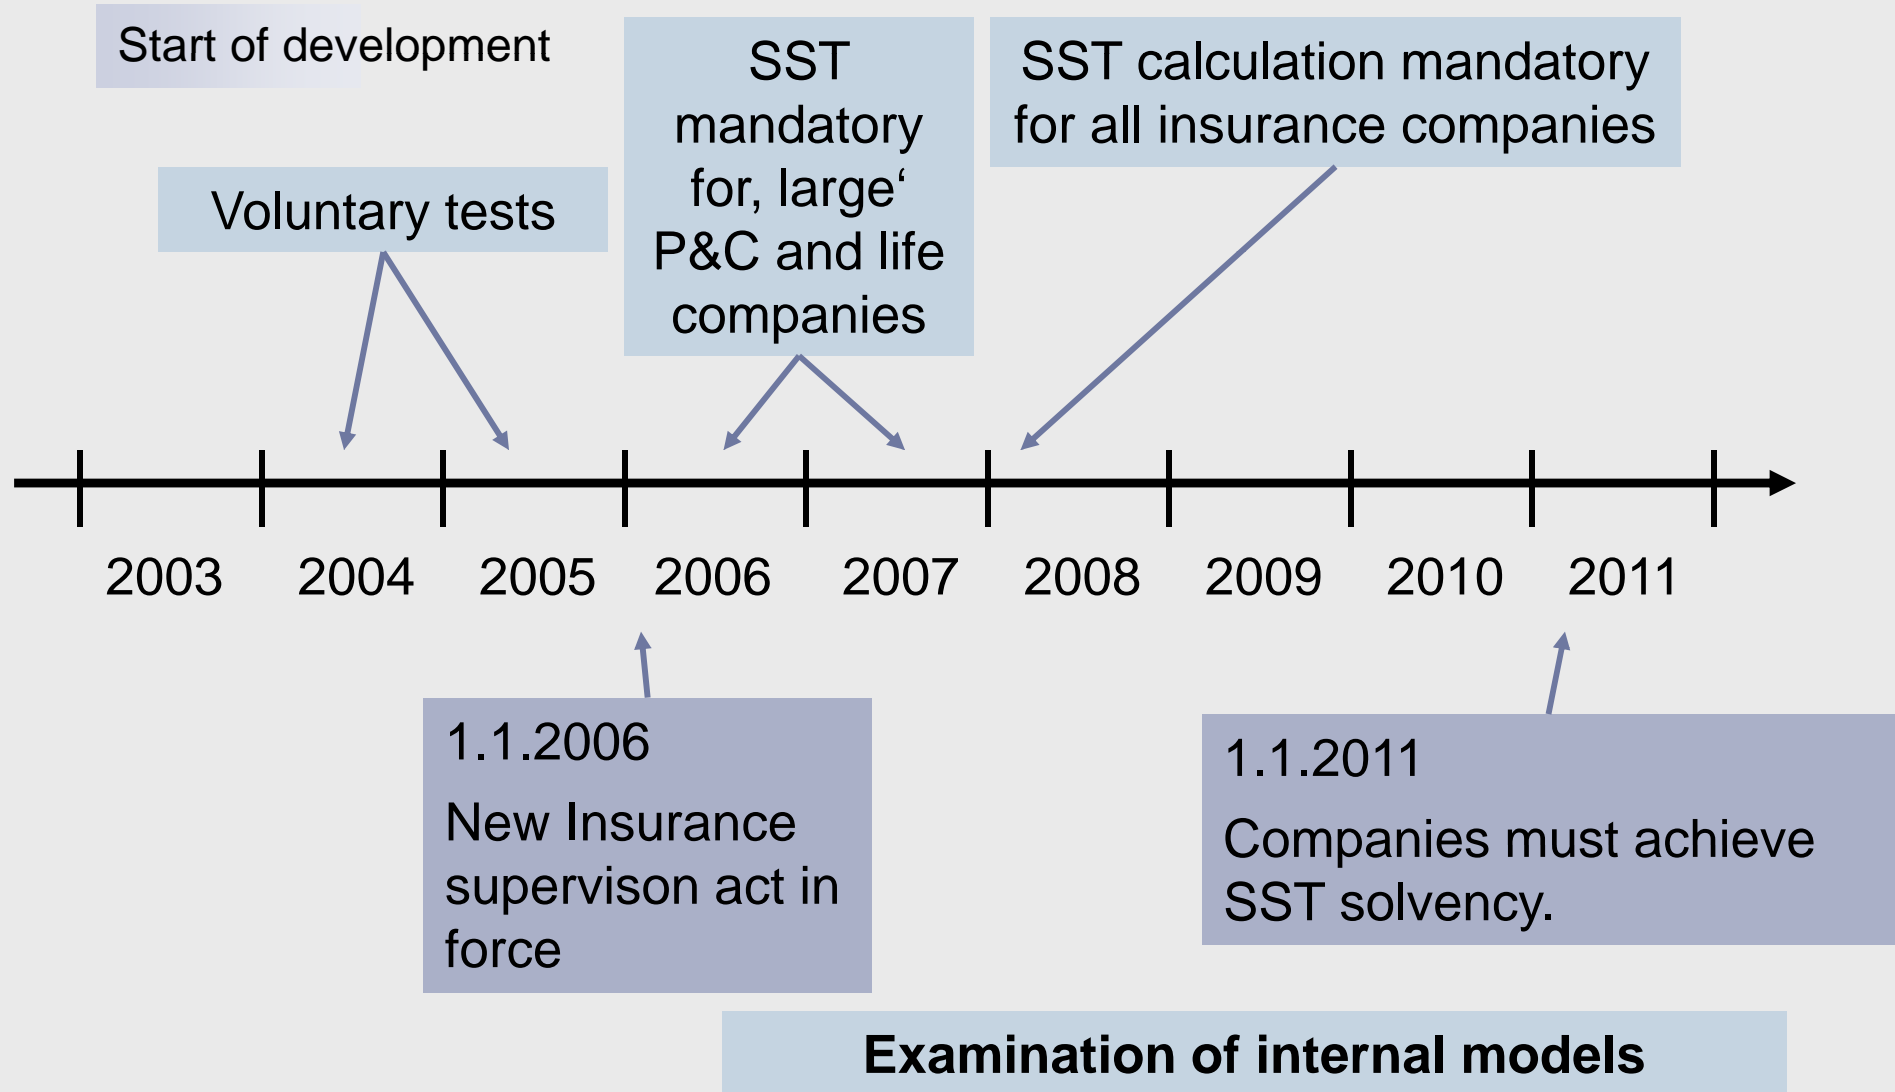 Start of development
SST
mandatory
for‚ large‘
P&C and life
companies
SST calculation mandatory
for all insurance companies
Voluntary tests
2003 2004 2005 2006 2007 2008 2009 2010 2011
1.1.2006
New Insurance
supervison act in
force
1.1.2011
Companies must achieve
SST solvency.
Examination of internal models